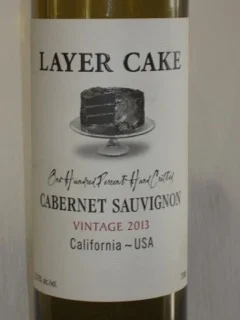 LAYER CAKE
One Hundred Percent Hand Crafted
CABERNET SAUVIGNON
VINTAGE 2013
California ~ USA